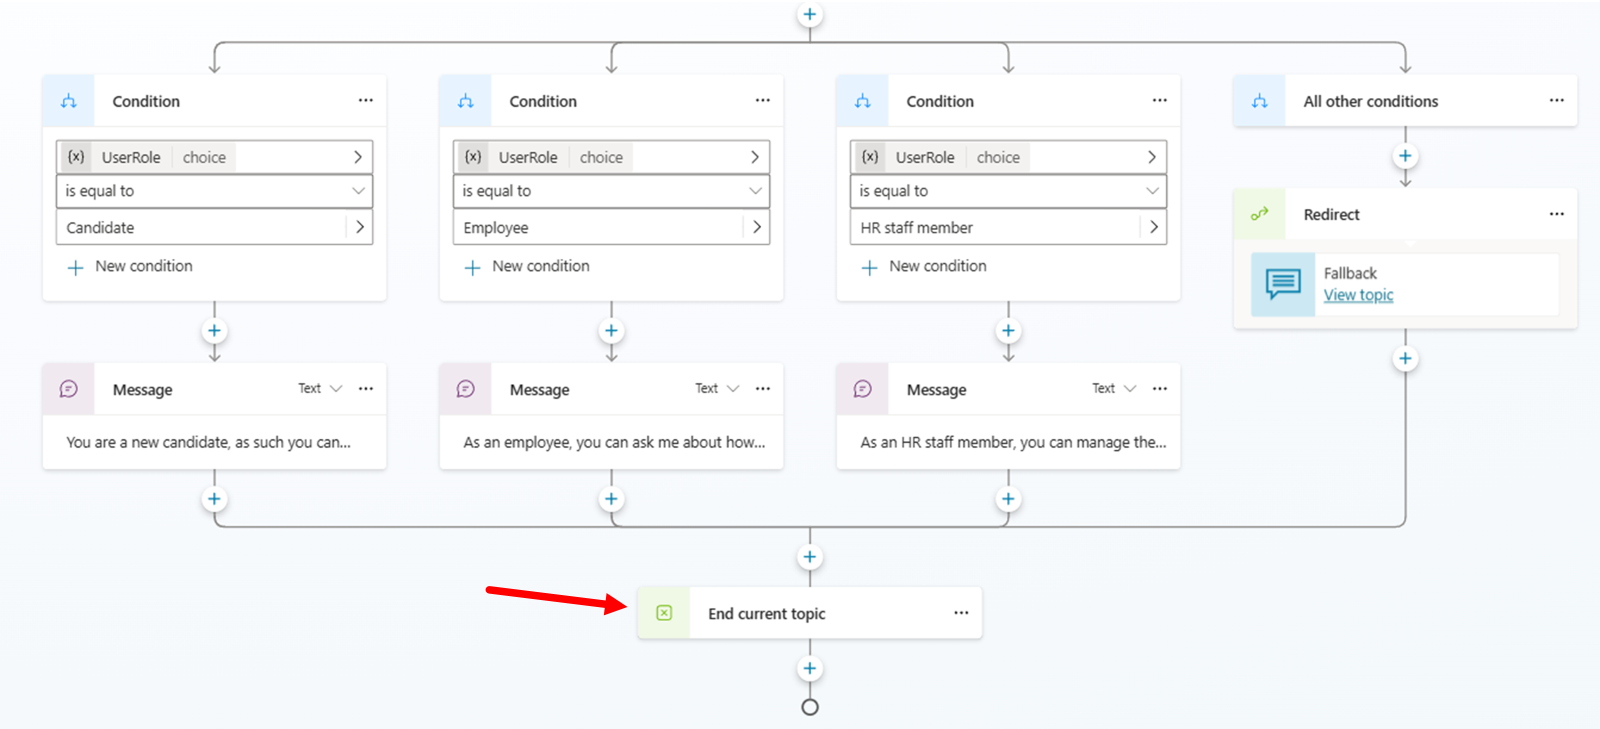 Condition ...
(x) UserRole choice
is equal to
Candidate
New condition
Message Text ...
You are a new candidate, as such you can...
Condition ...
(x) UserRole choice
is equal to
Employee
New condition
Message Text ...
As an employee, you can ask me about how...
Condition ...
(x) UserRole choice
is equal to
HR staff member
New condition
Message Text ...
As an HR staff member, you can manage the...
All other conditions ...
Redirect ...
Fallback
View topic
End current topic ...